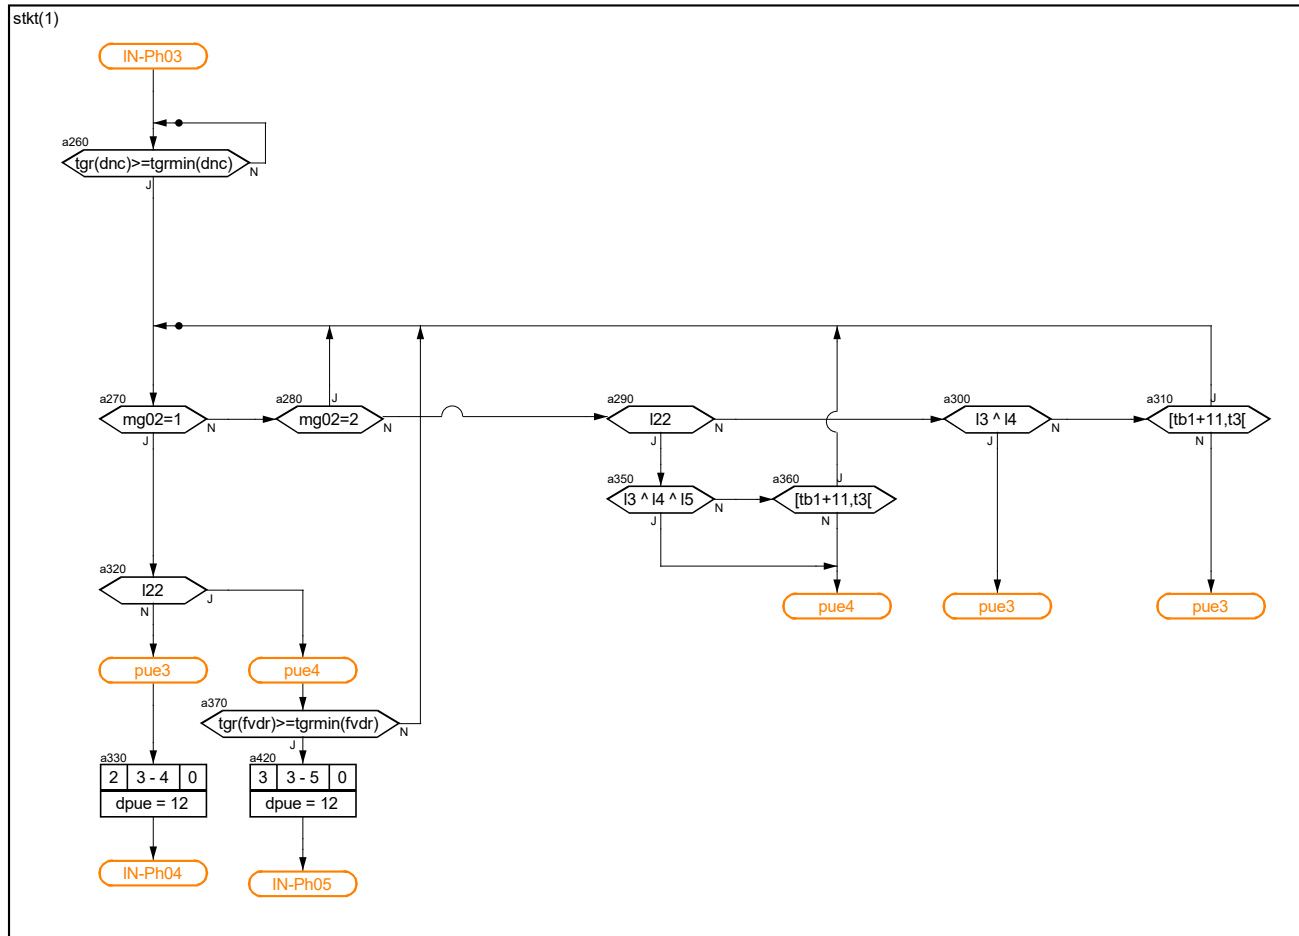 stkt(1)
IN-Ph03
a260
tgr(dnc)>=tgrmin(dnc)
N
J
a270
mg02=1
N
J
a280
mg02=2
J
N
a290
l22
N
J
a300
l3 ^ l4
N
J
a310
[tb1+11,t3[
J
N
a350
l3 ^ l4 ^ l5
N
J
a360
[tb1+11,t3[
J
N
a320
l22
J
N
pue4
pue3
pue3
pue3
pue4
a370
tgr(fvdr)>=tgrmin(fvdr)
N
J
a330
2 3 - 4 0
dpue = 12
a420
3 3 - 5 0
dpue = 12
IN-Ph04
IN-Ph05